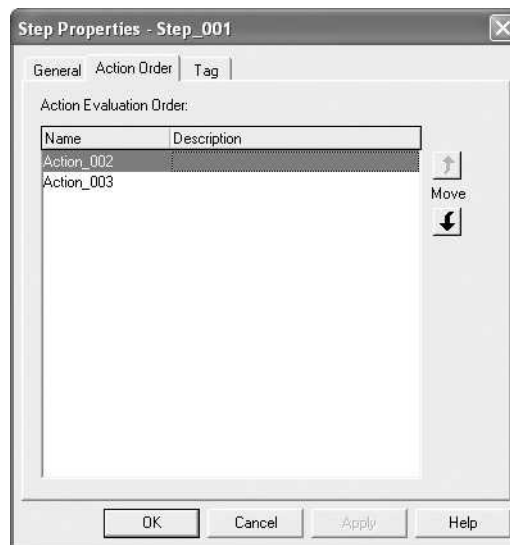 Step Properties - Step_001
General Action Order Tag
Action Evaluation Order:
Name Description
Action_002
Action_003
Move
OK Cancel Apply Help